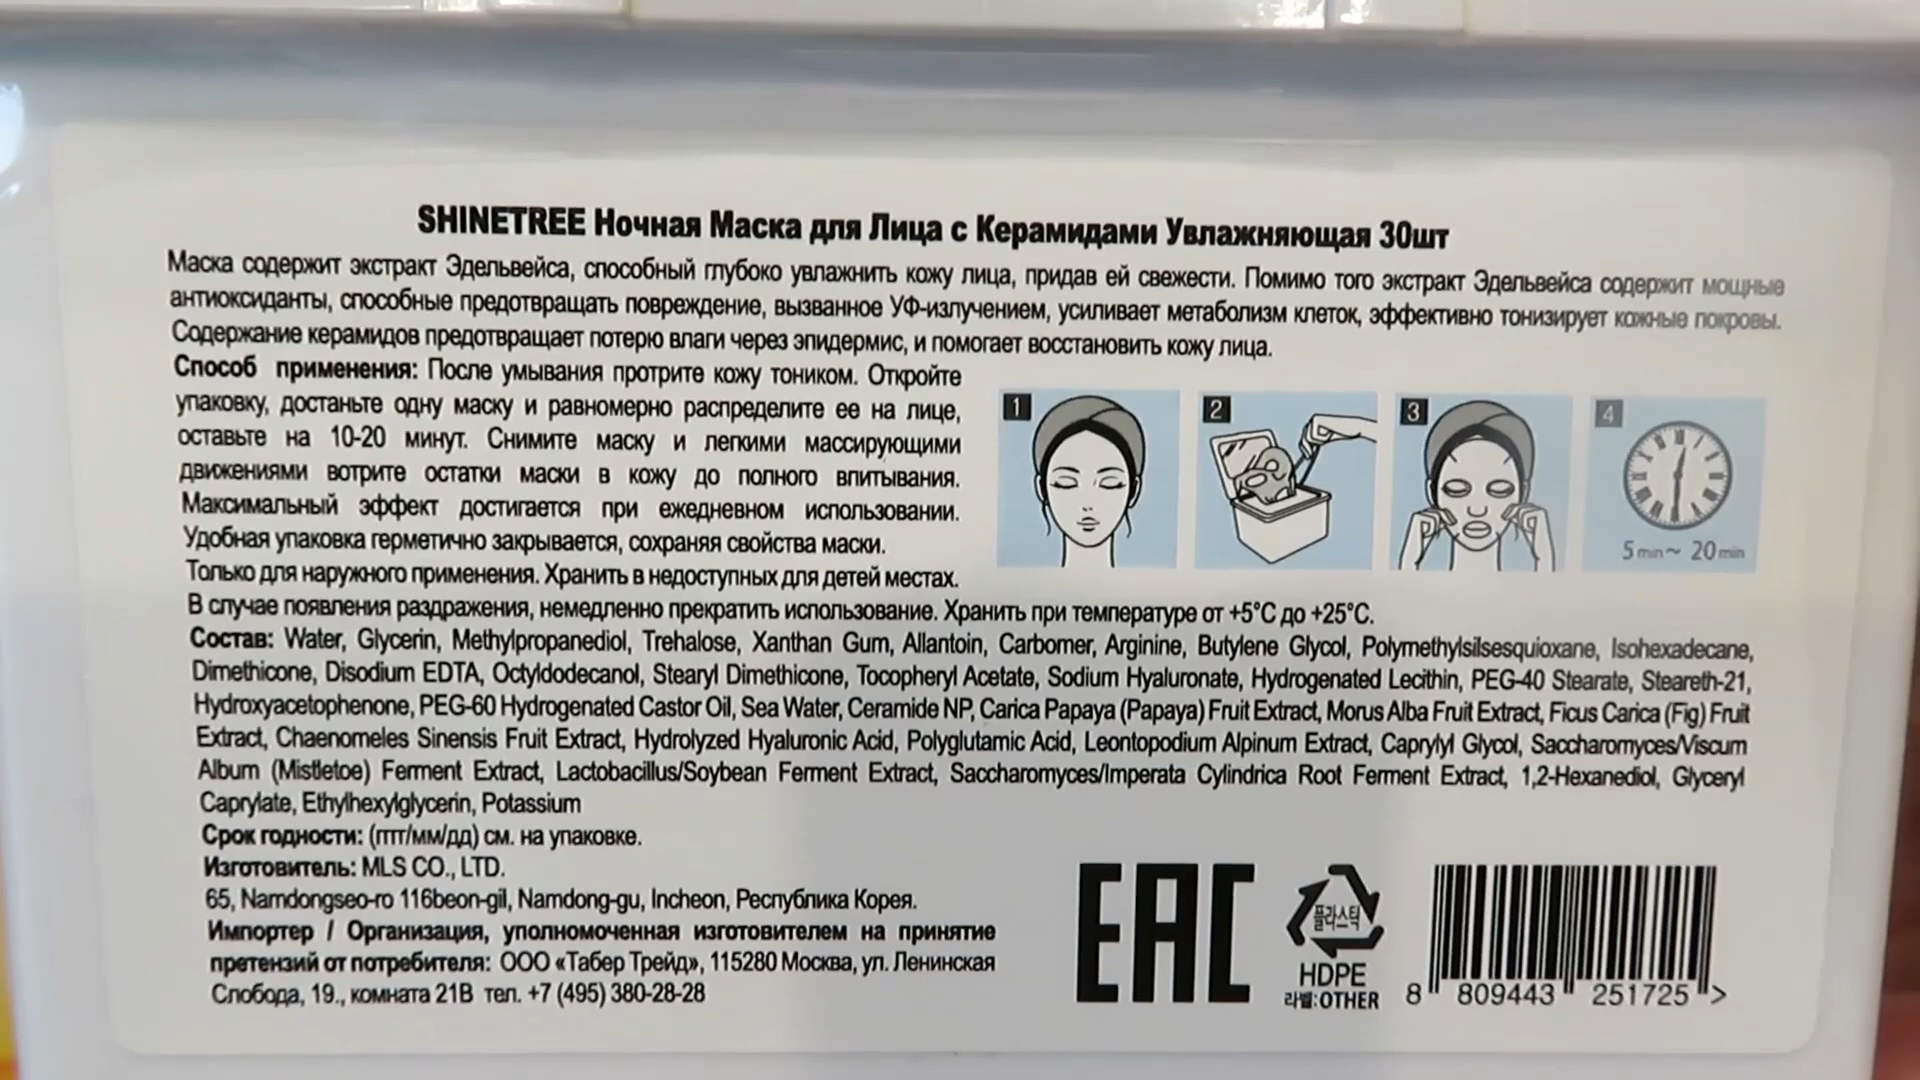 SHINETREE Ночная Маска для Лица с Керамидами Увлажняющая 30шт
Маска содержит экстракт Эдельвейса, способный глубоко увлажнить кожу лица, придав ей свежести. Помимо того экстракт Эдельвейса содержит мощные
антиоксиданты, способные предотвращать повреждение, вызванное УФ-излучением, усиливает метаболизм клеток, эффективно тонизирует кожные покровы.
Содержание керамидов предотвращает потерю влаги через эпидермис, и помогает восстановить кожу лица.
Способ применения: После умывания протрите кожу тоником. Откройте
упаковку, достаньте одну маску и равномерно распределите ее на лице,
оставьте на 10-20 минут. Снимите маску и легкими массирующими
движениями вотрите остатки маски в кожу до полного впитывания.
Максимальный эффект достигается при ежедневном использовании.
Удобная упаковка герметично закрывается, сохраняя свойства маски.
Только для наружного применения. Хранить в недоступных для детей местах.
В случае появления раздражения, немедленно прекратить использование. Хранить при температуре от +5°C до +25°C.
1
2
3
4
5 min ~ 20 min
Состав: Water, Glycerin, Methylpropanediol, Trehalose, Xanthan Gum, Allantoin, Carbomer, Arginine, Butylene Glycol, Polymethylsilsesquioxane, Isohexadecane,
Dimethicone, Disodium EDTA, Octyldodecanol, Stearyl Dimethicone, Tocopheryl Acetate, Sodium Hyaluronate, Hydrogenated Lecithin, PEG-40 Stearate, Steareth-21,
Hydroxyacetophenone, PEG-60 Hydrogenated Castor Oil, Sea Water, Ceramide NP, Carica Papaya (Papaya) Fruit Extract, Morus Alba Fruit Extract, Ficus Carica (Fig) Fruit
Extract, Chaenomeles Sinensis Fruit Extract, Hydrolyzed Hyaluronic Acid, Polyglutamic Acid, Leontopodium Alpinum Extract, Caprylyl Glycol, Saccharomyces/Viscum
Album (Mistletoe) Ferment Extract, Lactobacillus/Soybean Ferment Extract, Saccharomyces/Imperata Cylindrica Root Ferment Extract, 1,2-Hexanediol, Glyceryl
Caprylate, Ethylhexylglycerin, Potassium
Срок годности: (гггг/мм/дд) см. на упаковке.
Изготовитель: MLS CO., LTD.
65, Namdongseo-ro 116beon-gil, Namdong-gu, Incheon, Республика Корея.
Импортер / Организация, уполномоченная изготовителем на принятие
претензий от потребителя: ООО «Табер Трейд», 115280 Москва, ул. Ленинская
Слобода, 19., комната 21В тел. +7 (495) 380-28-28
EAC
플라스틱
HDPE
라벨:OTHER
8 809443 251725 >